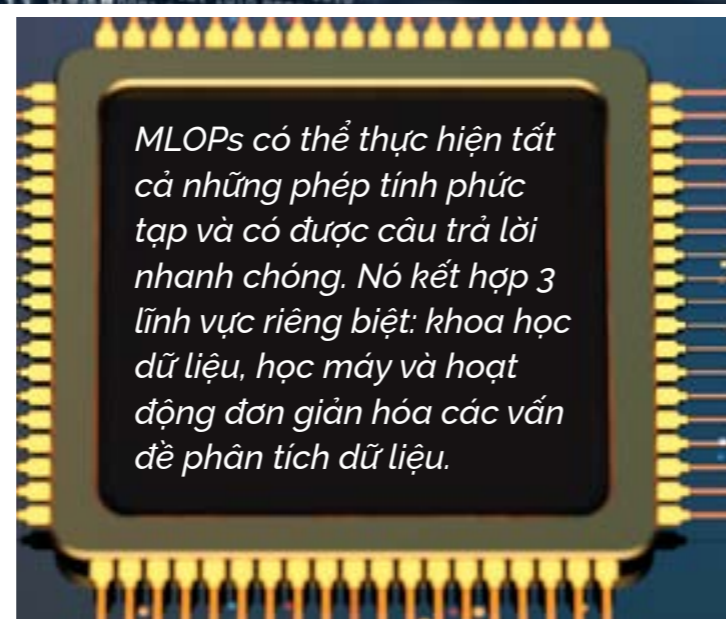 MLOPs có thể thực hiện tất
cả những phép tính phức
tạp và có được câu trả lời
nhanh chóng. Nó kết hợp 3
lĩnh vực riêng biệt: khoa học
dữ liệu, học máy và hoạt
động đơn giản hóa các vấn
đề phân tích dữ liệu.